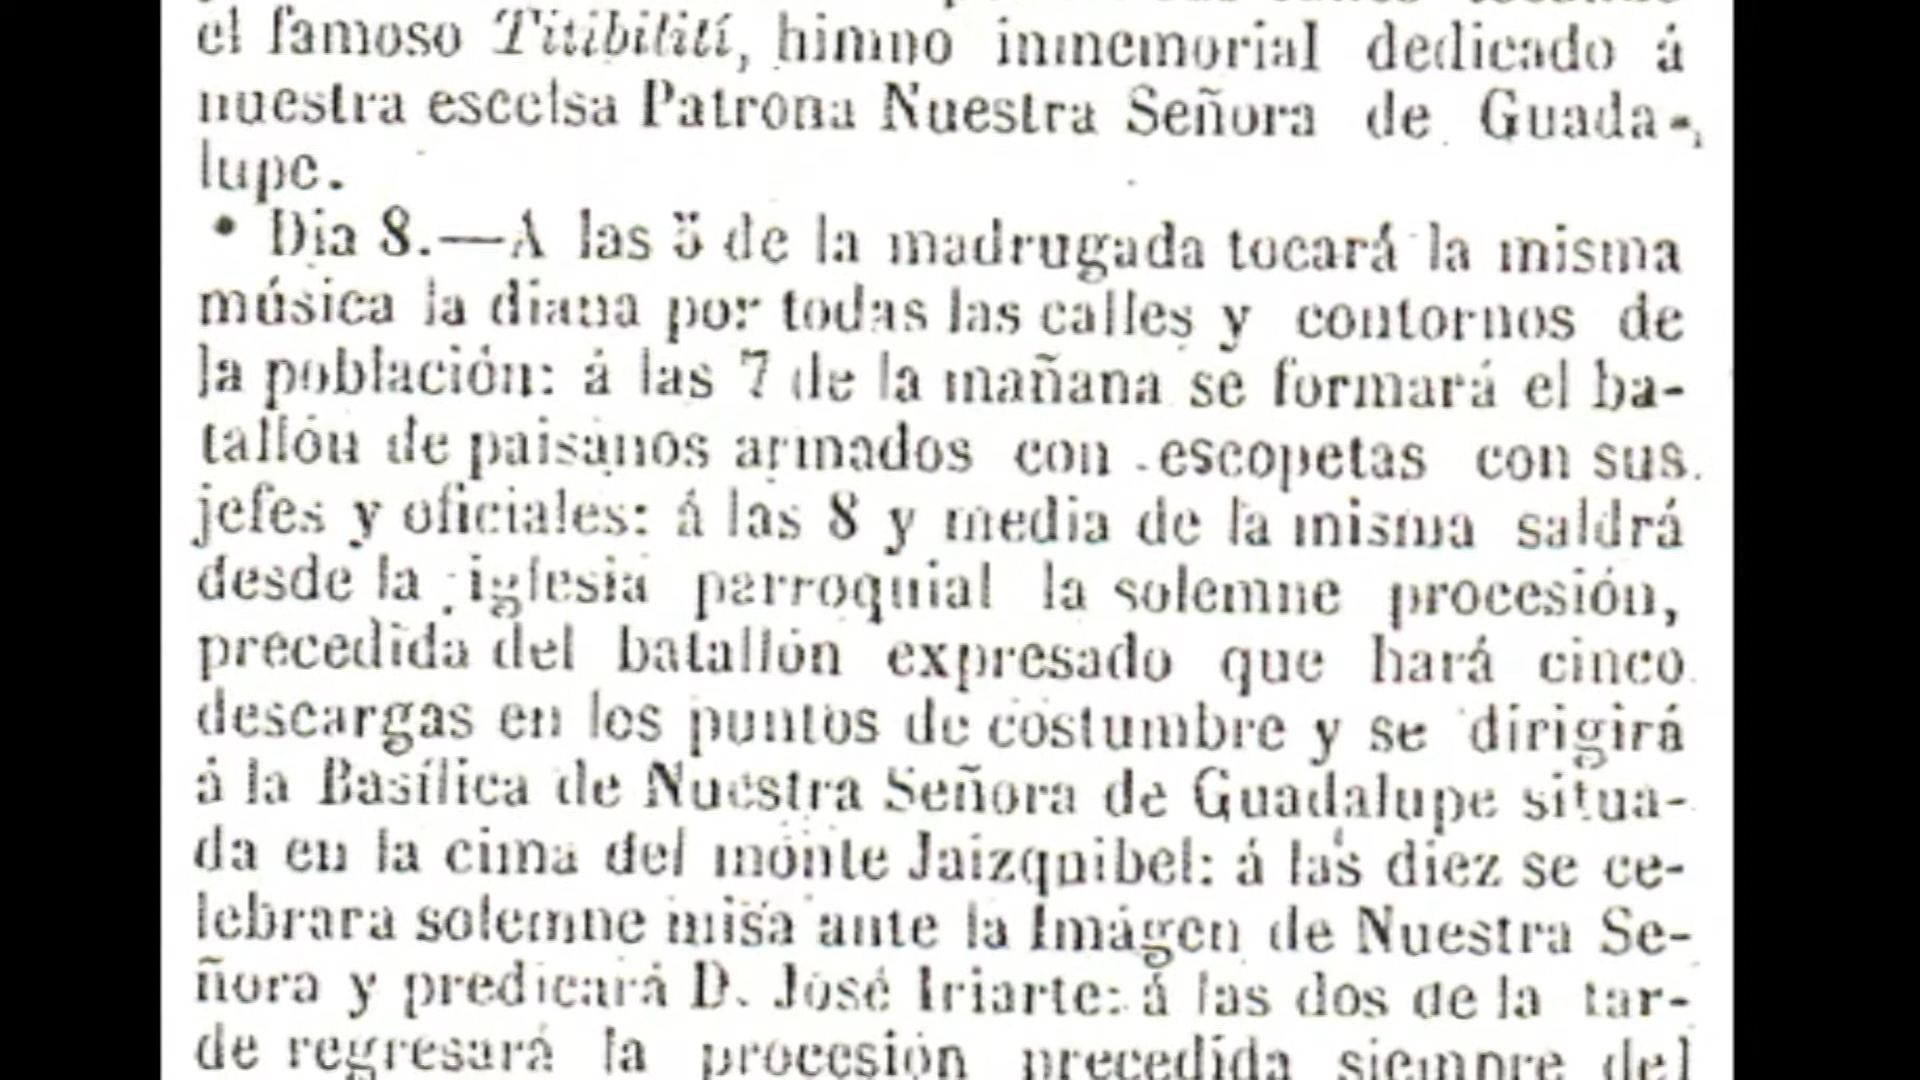 el famoso Titibilití, himno inmemorial dedicado á
nuestra escelsa Patrona Nuestra Señora de Guada-
lupe.
Dia 8.—A las 5 de la madrugada tocará la misma
música la diana por todas las calles y contornos de
la población: á las 7 de la mañana se formará el ba-
tallón de paisanos armados con escopetas con sus
jefes y oficiales: á las 8 y media de la misma saldrá
desde la iglesia parroquial la solemne procesión,
precedida del batallón expresado que hará cinco
descargas en los puntos de costumbre y se dirigirá
á la Basílica de Nuestra Señora de Guadalupe situa-
da en la cima del monte Jaizquibel: á las diez se ce-
lebrara solemne misa ante la Imágen de Nuestra Se-
ñora y predicará D. José Iriarte: á las dos de la tar-
de regresará la procesión precedida siempre del